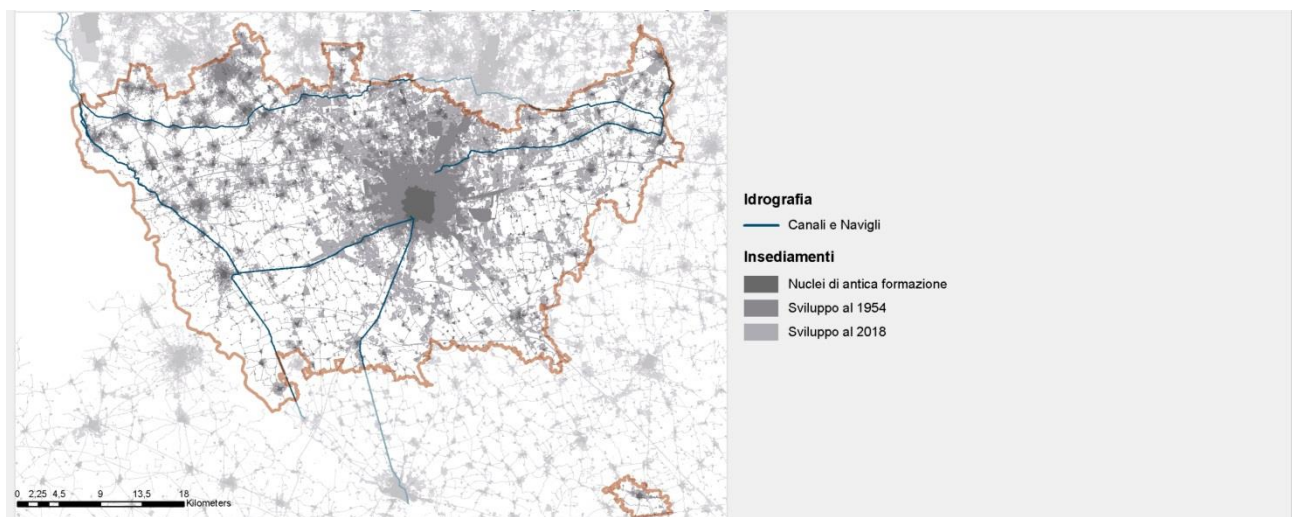 Idrografia
Canali e Navigli
Insediamenti
Nuclei di antica formazione
Sviluppo al 1954
Sviluppo al 2018
0 2,25 4,5 9 13,5 18
Kilometers